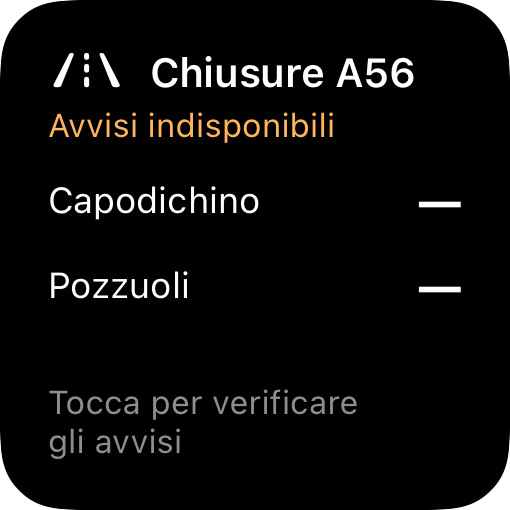 Chiusure A56
Avvisi indisponibili
Capodichino —
Pozzuoli —
Tocca per verificare
gli avvisi